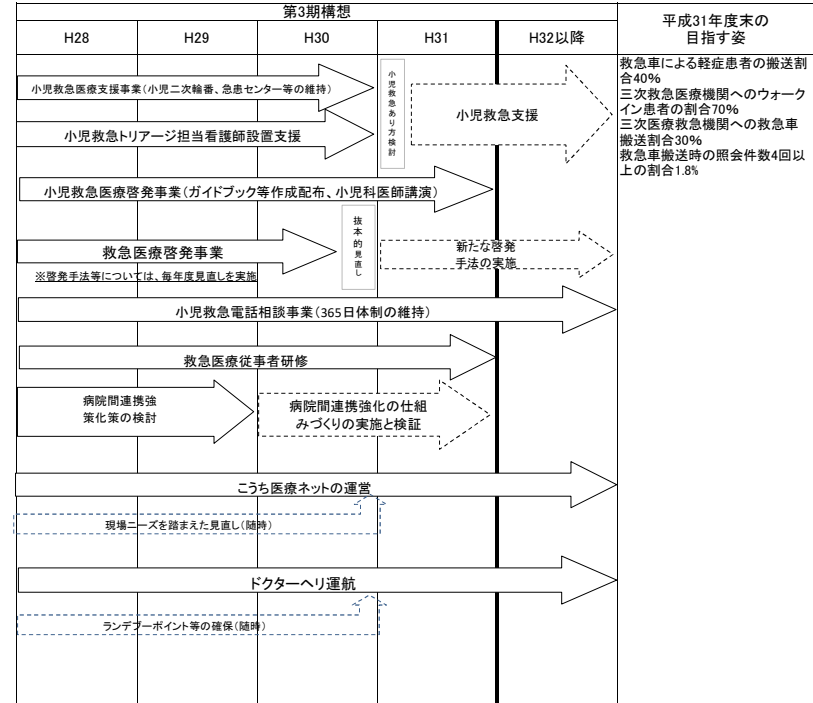 第3期構想
平成31年度末の
目指す姿
H28
H29
H30
H31
H32以降
救急車による軽症患者の搬送割
合40%
三次救急医療機関へのウォーク
イン患者の割合70%
三次医療救急機関への救急車
搬送割合30%
救急車搬送時の照会件数4回以
上の割合1.8%
小児救急医療支援事業(小児二次輪番、急患センター等の維持)
小児救急あり方検討
小児救急支援
小児救急トリアージ担当看護師設置支援
小児救急医療啓発事業(ガイドブック等作成配布、小児科医師講演)
救急医療啓発事業
抜本的見直し
新たな啓発
手法の実施
※啓発手法等については、毎年度見直しを実施
小児救急電話相談事業(365日体制の維持)
救急医療従事者研修
病院間連携強
策化策の検討
病院間連携強化の仕組
みづくりの実施と検証
こうち医療ネットの運営
現場ニーズを踏まえた見直し(随時)
ドクターヘリ運航
ランデブーポイント等の確保(随時)